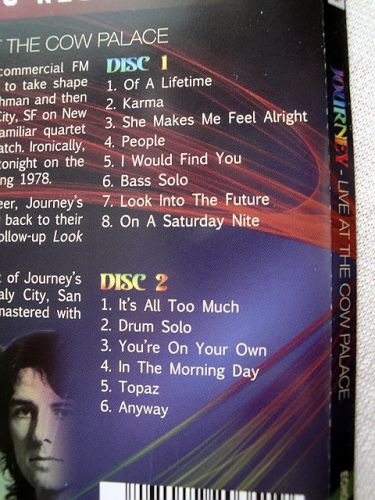 AT THE COW PALACE
commercial FM
to take shape
hman and then
City, SF on New
amiliar quartet
atch. Ironically,
onight on the
ng 1978.
eer, Journey's
back to their
ollow-up Look
t of Journey's
aly City, San
mastered with
DISC 1
1. Of A Lifetime
2. Karma
3. She Makes Me Feel Alright
4. People
5. I Would Find You
6. Bass Solo
7. Look Into The Future
8. On A Saturday Nite
DISC 2
1. It's All Too Much
2. Drum Solo
3. You're On Your Own
4. In The Morning Day
5. Topaz
6. Anyway
JOURNEY - LIVE AT THE COW PALACE